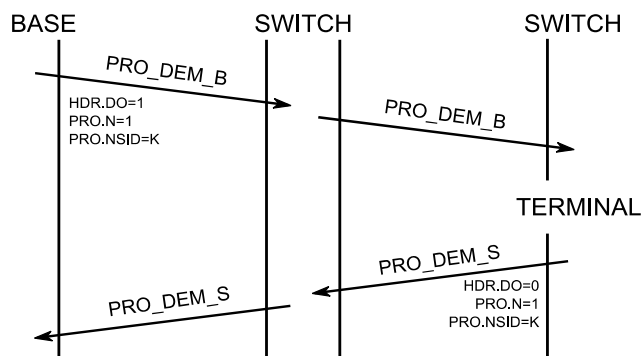 BASE
SWITCH
SWITCH
PRO_DEM_B
HDR.DO=1
PRO.N=1
PRO.NSID=K
PRO_DEM_B
TERMINAL
PRO_DEM_S
HDR.DO=0
PRO.N=1
PRO.NSID=K
PRO_DEM_S